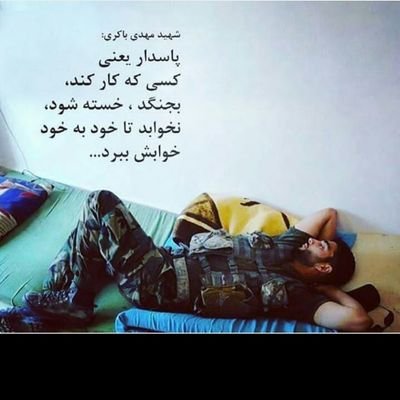 شهید مهدی باکری:
پاسدار یعنی
کسی که کار کند،
بجنگد ، خسته شود،
نخوابد تا خود به خود
خوابش ببرد...